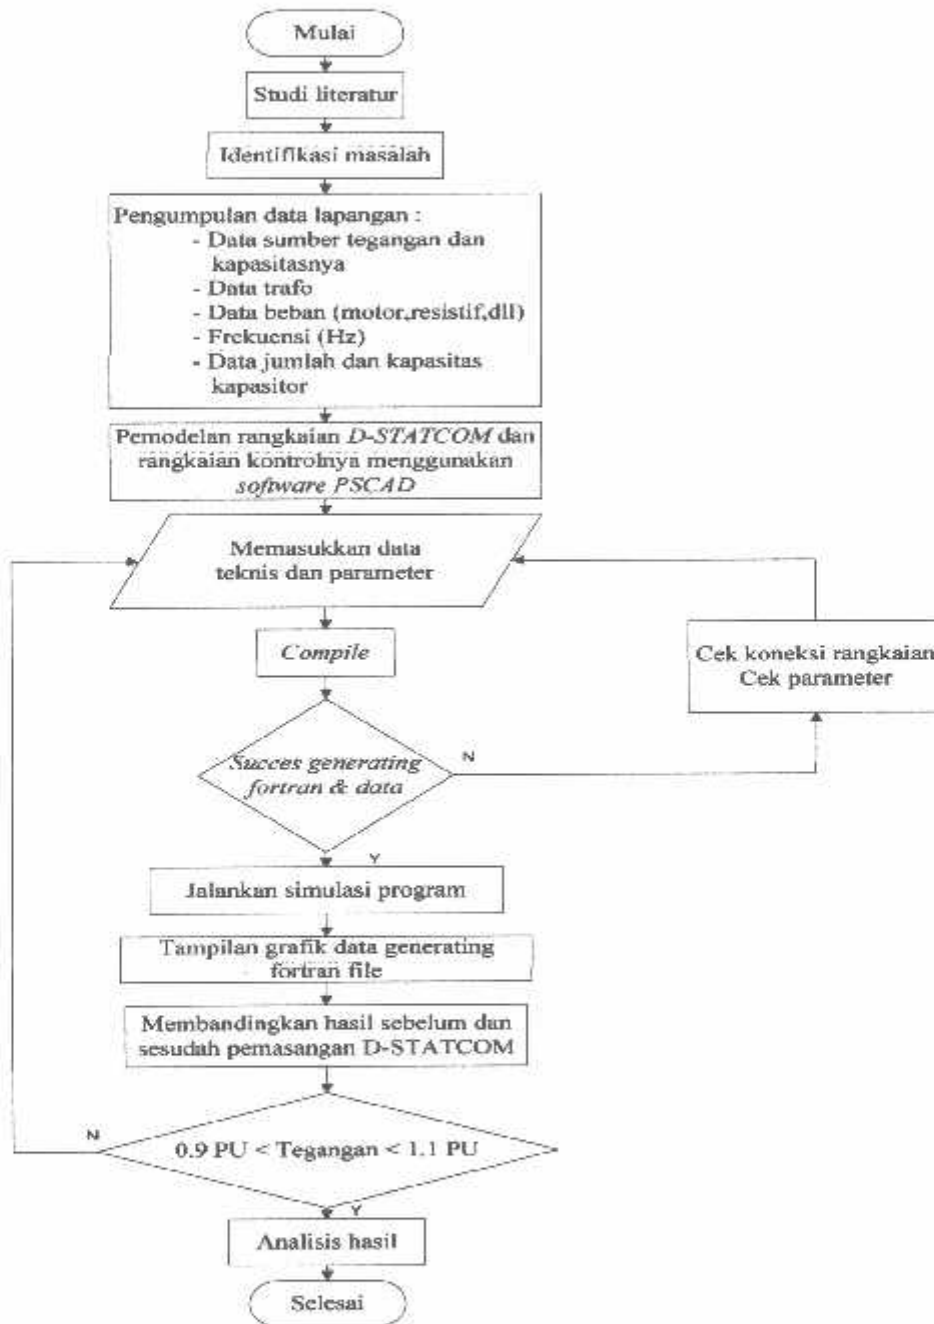 Mulai
Studi literatur
Identifikasi masalah
Pengumpulan data lapangan :
- Data sumber tegangan dan
kapasitasnya
- Data trafo
- Data beban (motor,resistif,dll)
- Frekuensi (Hz)
- Data jumlah dan kapasitas
kapasitor
Pemodelan rangkaian D-STATCOM dan
rangkaian kontrolnya menggunakan
software PSCAD
Memasukkan data
teknis dan parameter
Compile
Cek koneksi rangkaian
Cek parameter
Succes generating
fortran & data
N
Y
Jalankan simulasi program
Tampilan grafik data generating
fortran file
Membandingkan hasil sebelum dan
sesudah pemasangan D-STATCOM
N
0.9 PU < Tegangan < 1.1 PU
Y
Analisis hasil
Selesai